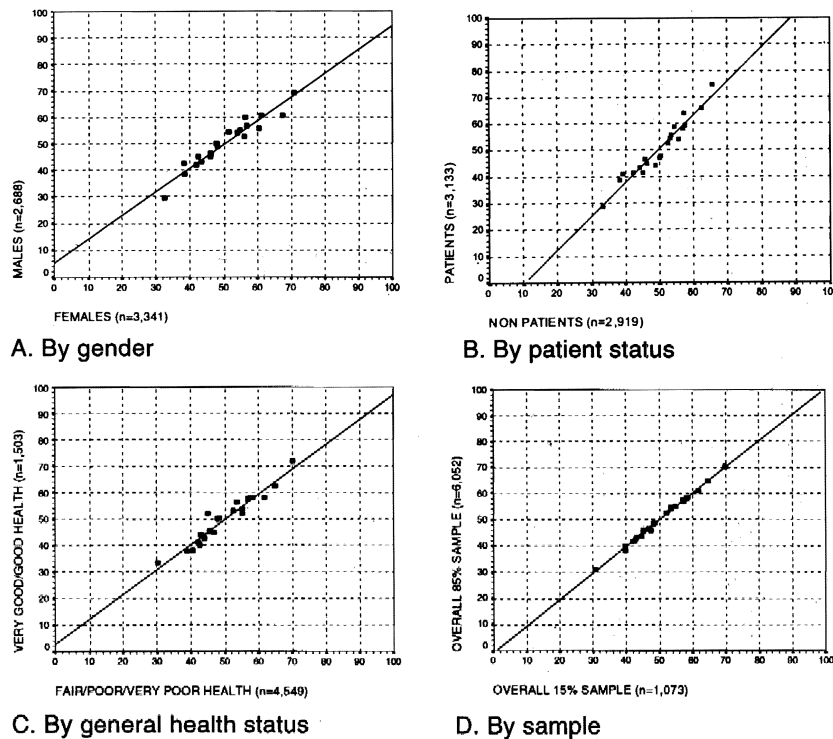 100
90
80
70
60
50
40
30
20
10
0
MALES (n=2,688)
0 10 20 30 40 50 60 70 80 90 100
FEMALES (n=3,341)
A. By gender
100
90
80
70
60
50
40
30
20
10
0
PATIENTS (n=3,133)
0 10 20 30 40 50 60 70 80 90 100
NON PATIENTS (n=2,919)
B. By patient status
100
90
80
70
60
50
40
30
20
10
0
VERY GOOD/GOOD HEALTH (n=1,503)
0 10 20 30 40 50 60 70 80 90 100
FAIR/POOR/VERY POOR HEALTH (n=4,549)
C. By general health status
100
90
80
70
60
50
40
30
20
10
0
OVERALL 85% SAMPLE (n=6,052)
0 10 20 30 40 50 60 70 80 90 100
OVERALL 15% SAMPLE (n=1,073)
D. By sample